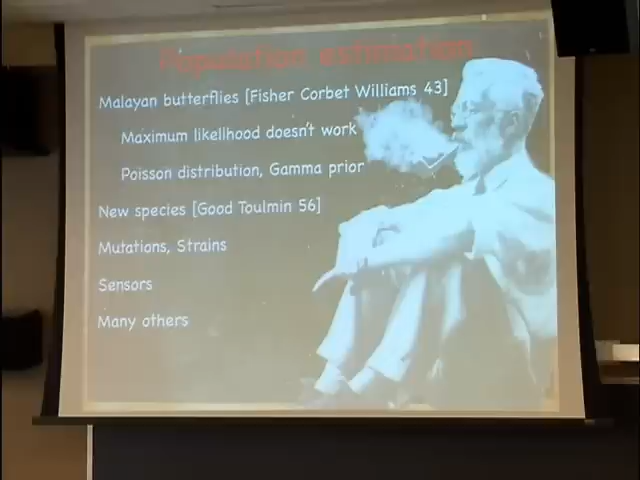 Population estimation
Malayan butterflies [Fisher Corbet Williams 43]
Maximum likelihood doesn't work
Poisson distribution, Gamma prior
New species [Good Toulmin 56]
Mutations, Strains
Sensors
Many others